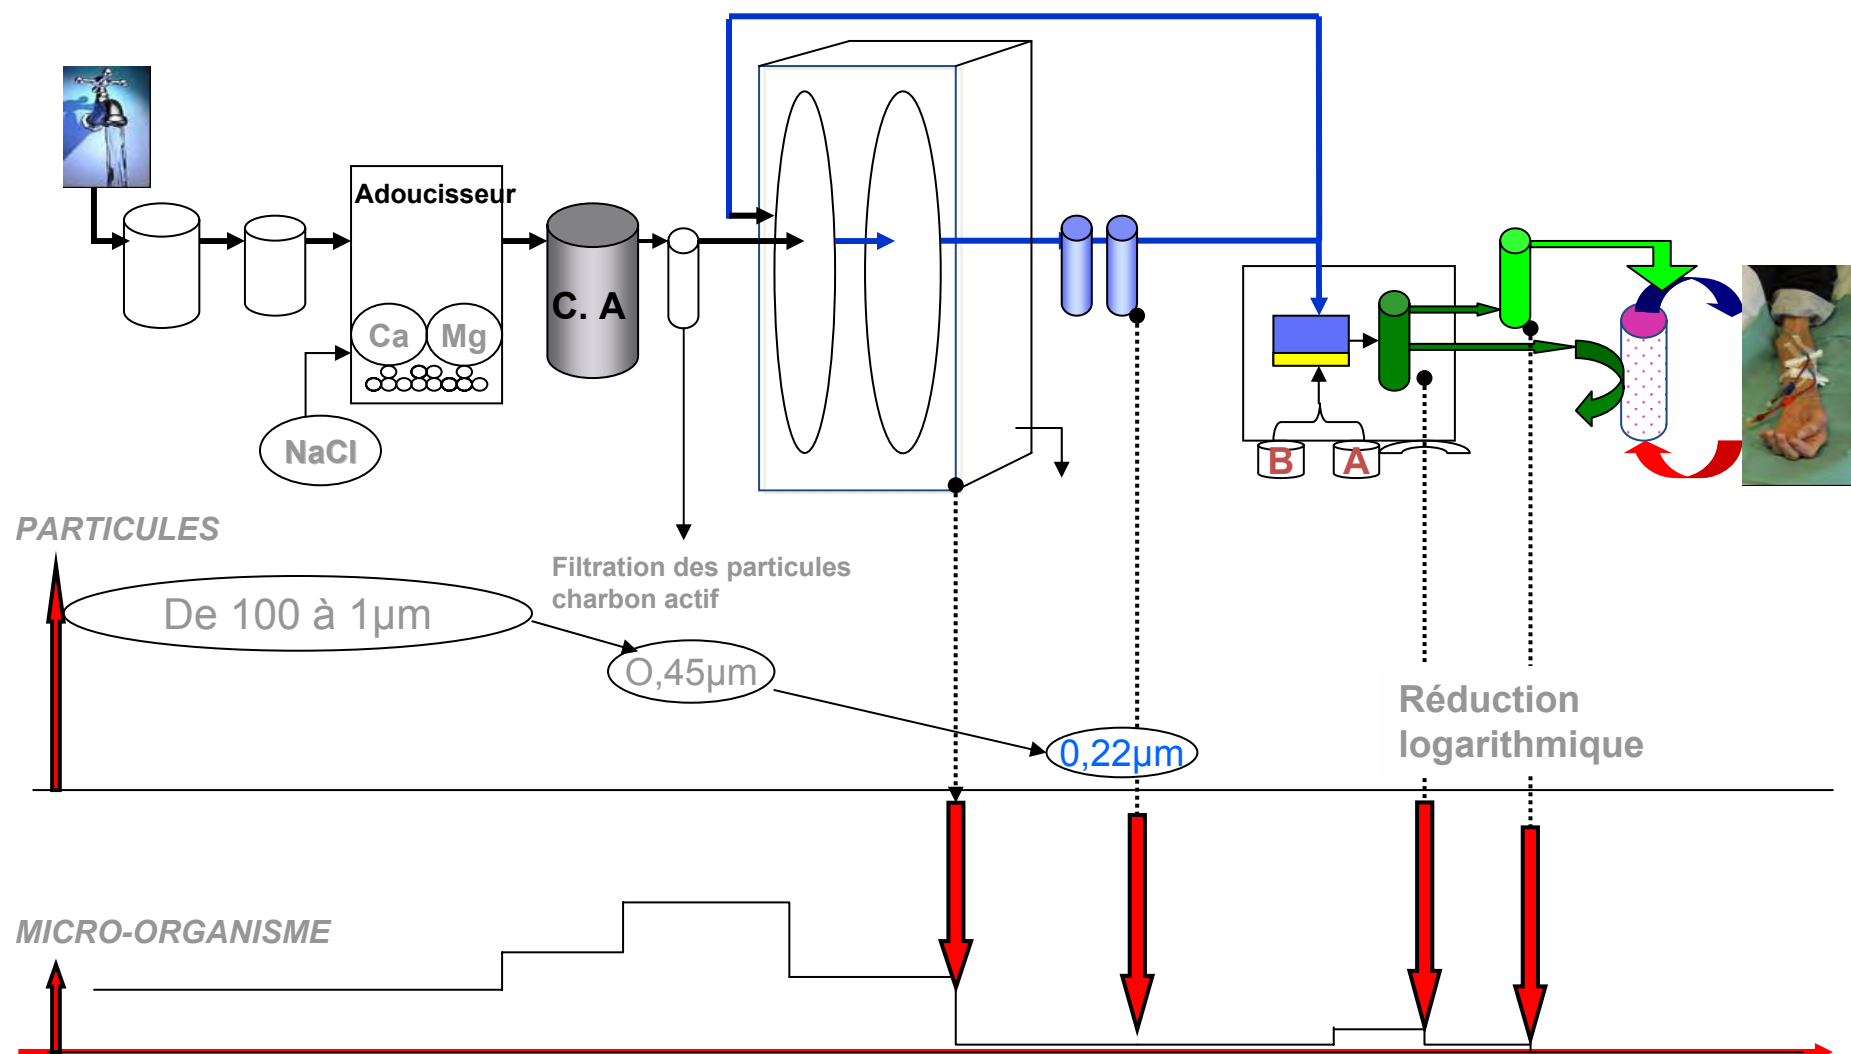 Adoucisseur
C. A
Ca
Mg
NaCl
B
A
PARTICULES
Filtration des particules
charbon actif
De 100 à 1µm
O,45µm
Réduction
logarithmique
0,22µm
MICRO-ORGANISME